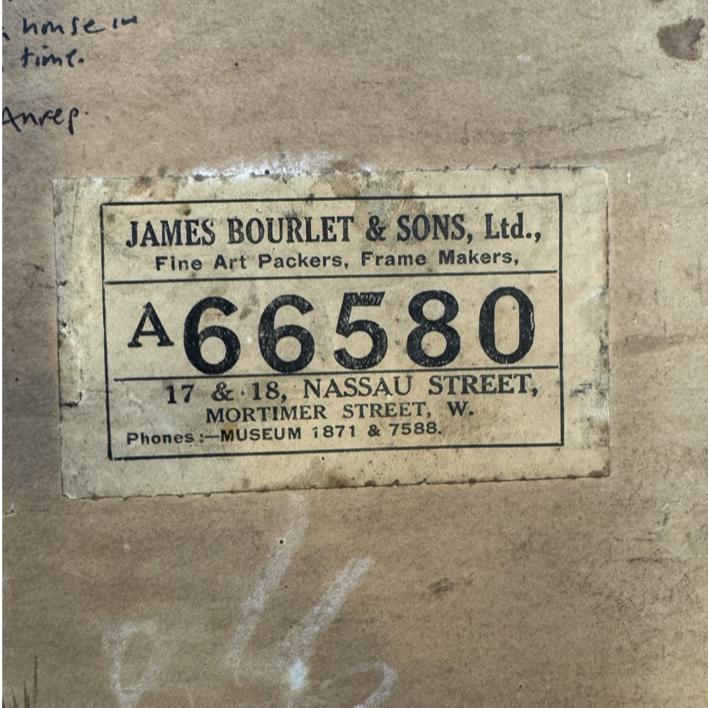 house in
time.
Anrep.
JAMES BOURLET & SONS, Ltd.,
Fine Art Packers, Frame Makers,
A66580
17 & 18, NASSAU STREET,
MORTIMER STREET, W.
Phones:—MUSEUM 1871 & 7588.